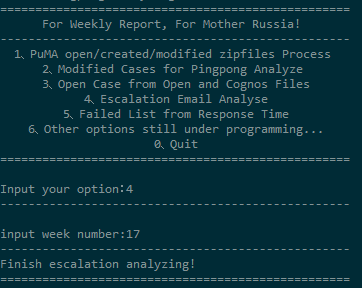 ==================================================
For Weekly Report, For Mother Russia!
--------------------------------------------------
1、PuMA open/created/modified zipfiles Process
2、Modified Cases for Pingpong Analyze
3、Open Case from Open and Cognos Files
4、Escalation Email Analyse
5、Failed List from Response Time
6、Other options still under programming...
0、Quit
==================================================
Input your option:4
--------------------------------------------------
input week number:17
--------------------------------------------------
Finish escalation analyzing!
==================================================